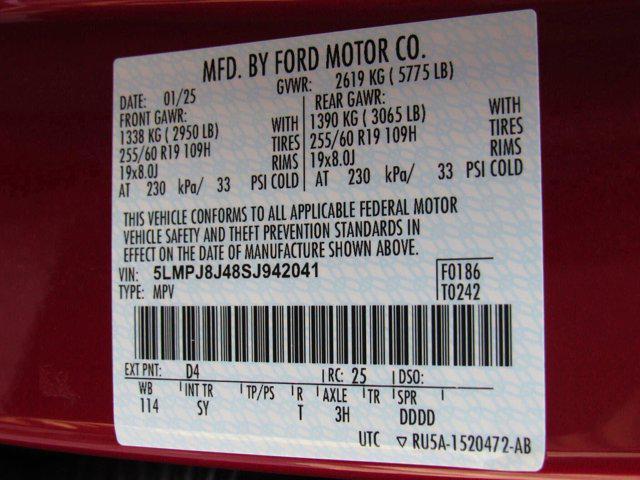 MFD. BY FORD MOTOR CO.
DATE: 01/25 GVWR: 2619 KG ( 5775 LB)
FRONT GAWR: REAR GAWR:
1338 KG ( 2950 LB) WITH 1390 KG ( 3065 LB) WITH
255/60 R19 109H TIRES 255/60 R19 109H TIRES
19x8.0J RIMS 19x8.0J RIMS
AT 230 kPa/ 33 PSI COLD AT 230 kPa/ 33 PSI COLD
THIS VEHICLE CONFORMS TO ALL APPLICABLE FEDERAL MOTOR
VEHICLE SAFETY AND THEFT PREVENTION STANDARDS IN
EFFECT ON THE DATE OF MANUFACTURE SHOWN ABOVE.
VIN: 5LMPJ8J48SJ942041 F0186
TYPE: MPV T0242
EXT PNT: D4 RC: 25 DSO:
WB INT TR TP/PS R AXLE TR SPR
114 SY T 3H DDDD
UTC ▽ RU5A-1520472-AB